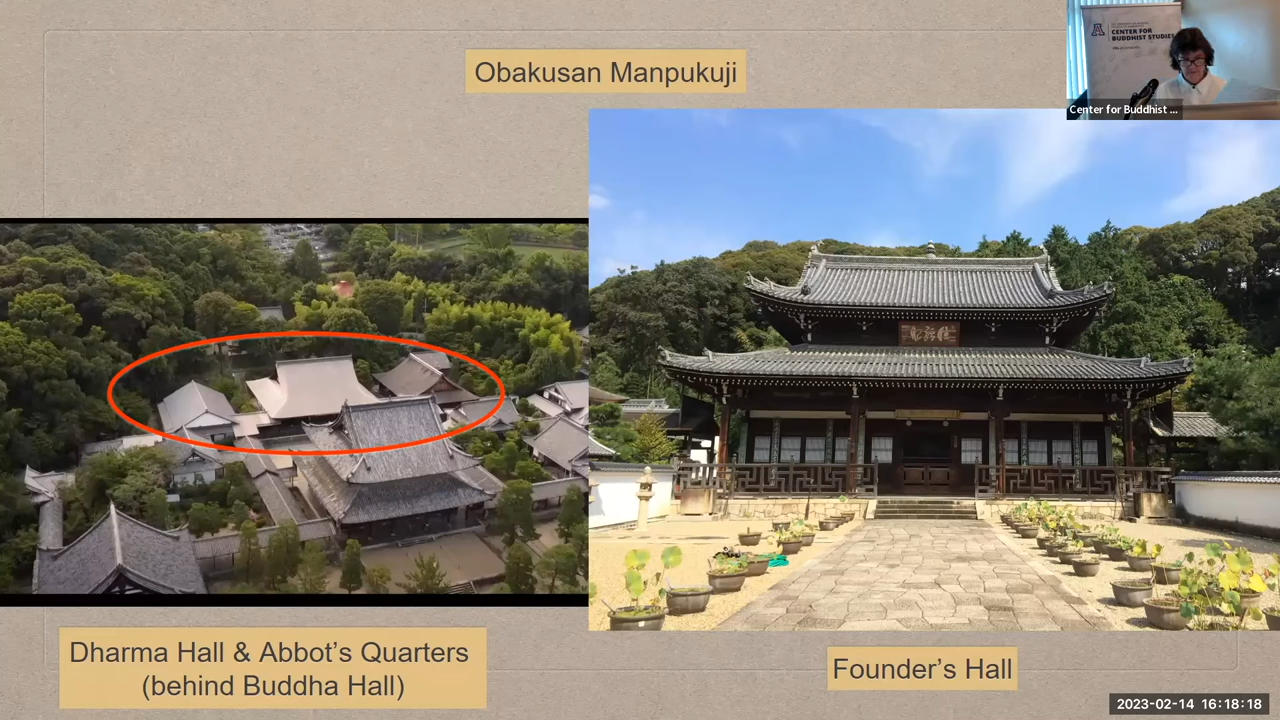 Obakusan Manpukuji
CENTER FOR
BUDDHIST STUDIES
Center for Buddhist ...
Dharma Hall & Abbot's Quarters
(behind Buddha Hall)
Founder's Hall
2023-02-14 16:18:18